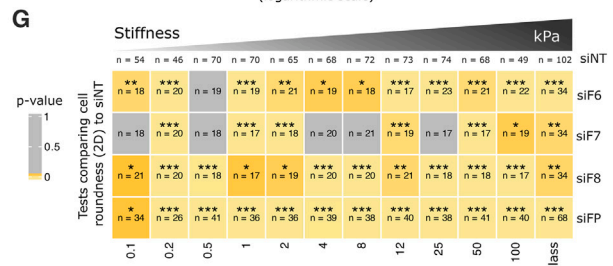 G
Stiffness
kPa
n = 54 n = 46 n = 70 n = 70 n = 65 n = 68 n = 72 n = 73 n = 74 n = 68 n = 49 n = 102 siNT
** *** *** ** * * *** *** *** *** ***
n = 18 n = 20 n = 19 n = 19 n = 21 n = 19 n = 18 n = 17 n = 23 n = 21 n = 22 n = 34 siF6
*** *** *** *** *** * **
n = 18 n = 20 n = 18 n = 17 n = 18 n = 20 n = 21 n = 19 n = 17 n = 17 n = 19 n = 34 siF7
* *** *** * * *** *** ** *** *** *** **
n = 21 n = 20 n = 18 n = 17 n = 19 n = 20 n = 20 n = 21 n = 18 n = 18 n = 17 n = 34 siF8
* *** *** *** *** *** *** *** *** *** *** ***
n = 34 n = 26 n = 41 n = 36 n = 36 n = 39 n = 38 n = 40 n = 38 n = 41 n = 40 n = 68 siFP
0.1 0.2 0.5 1 2 4 8 12 25 50 100 lass
Tests comparing cell
roundness (2D) to siNT
p-value
1
0.5
0